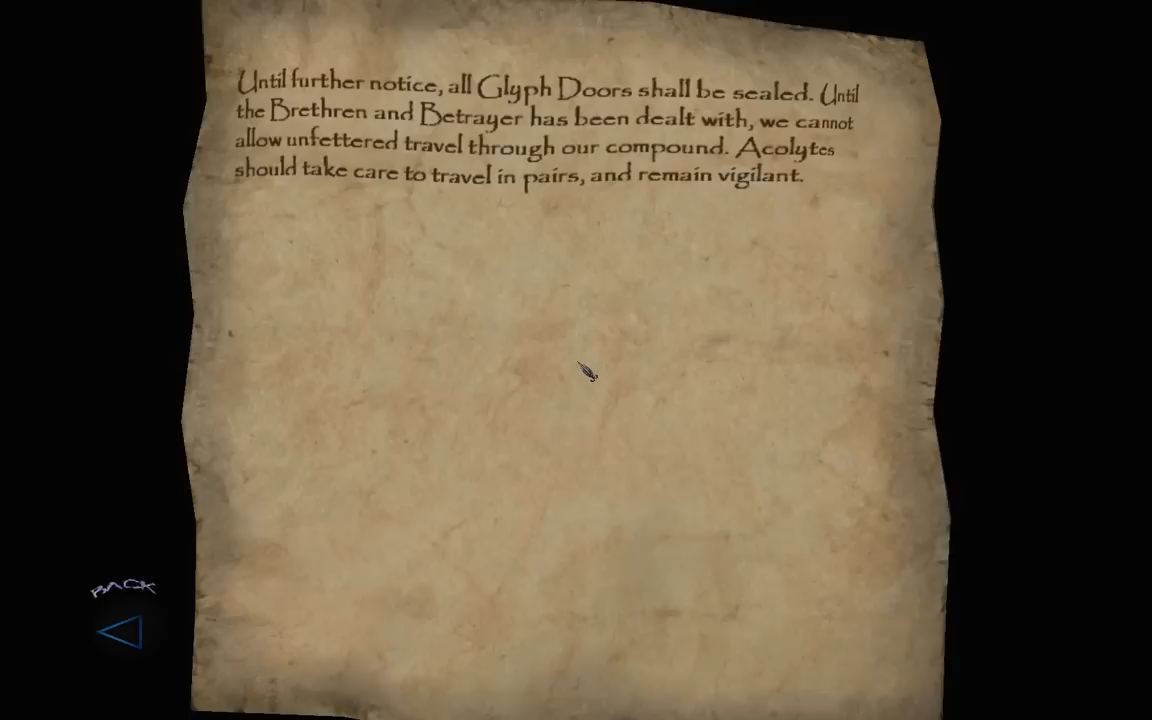 Until further notice, all Glyph Doors shall be sealed. Until
the Brethren and Betrayer has been dealt with, we cannot
allow unfettered travel through our compound. Acolytes
should take care to travel in pairs, and remain vigilant.
BACK